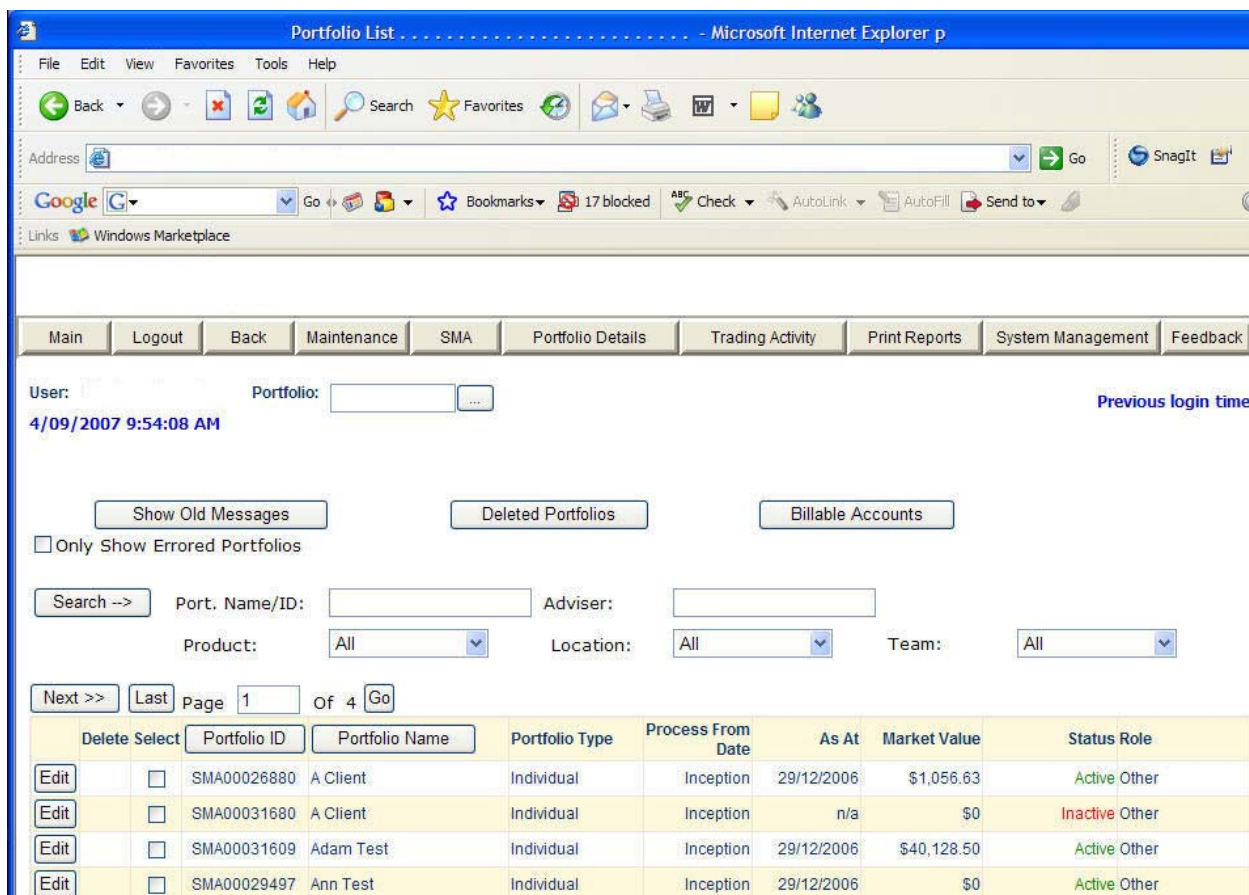 Portfolio List . . . . . . . . . . . . . . . . . . . . . . . . . . - Microsoft Internet Explorer p
File Edit View Favorites Tools Help
Back Search Favorites W
Address Go SnagIt
Google G Go Bookmarks 17 blocked ABC Check AutoLink AutoFill Send to
Links Windows Marketplace
Main Logout Back Maintenance SMA Portfolio Details Trading Activity Print Reports System Management Feedback
User: Portfolio: ...
Previous login time
4/09/2007 9:54:08 AM
Show Old Messages Deleted Portfolios Billable Accounts
Only Show Errored Portfolios
Search --> Port. Name/ID: Adviser:
Product: All Location: All Team: All
Next >> Last Page 1 Of 4 Go
Delete Select Portfolio ID Portfolio Name Portfolio Type Process From Date As At Market Value Status Role
Edit SMA00026880 A Client Individual Inception 29/12/2006 $1,056.63 Active Other
Edit SMA00031680 A Client Individual Inception n/a $0 Inactive Other
Edit SMA00031609 Adam Test Individual Inception 29/12/2006 $40,128.50 Active Other
Edit SMA00029497 Ann Test Individual Inception 29/12/2006 $0 Active Other